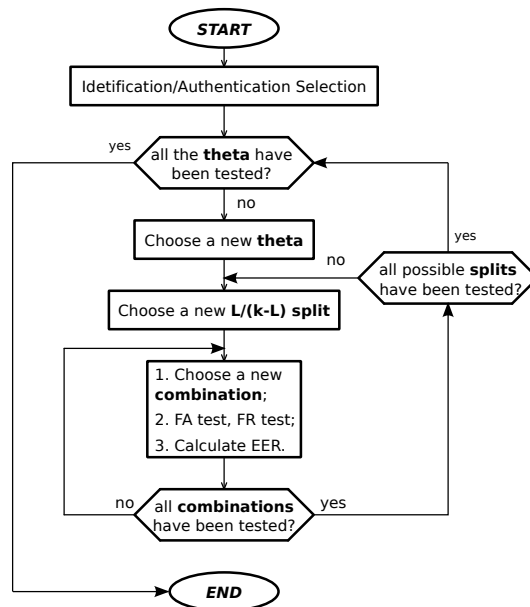 START
Idetification/Authentication Selection
yes
all the theta have
been tested?
no
Choose a new theta
yes
no
all possible splits
have been tested?
Choose a new L/(k-L) split
1. Choose a new
combination;
2. FA test, FR test;
3. Calculate EER.
no
all combinations
have been tested?
yes
END